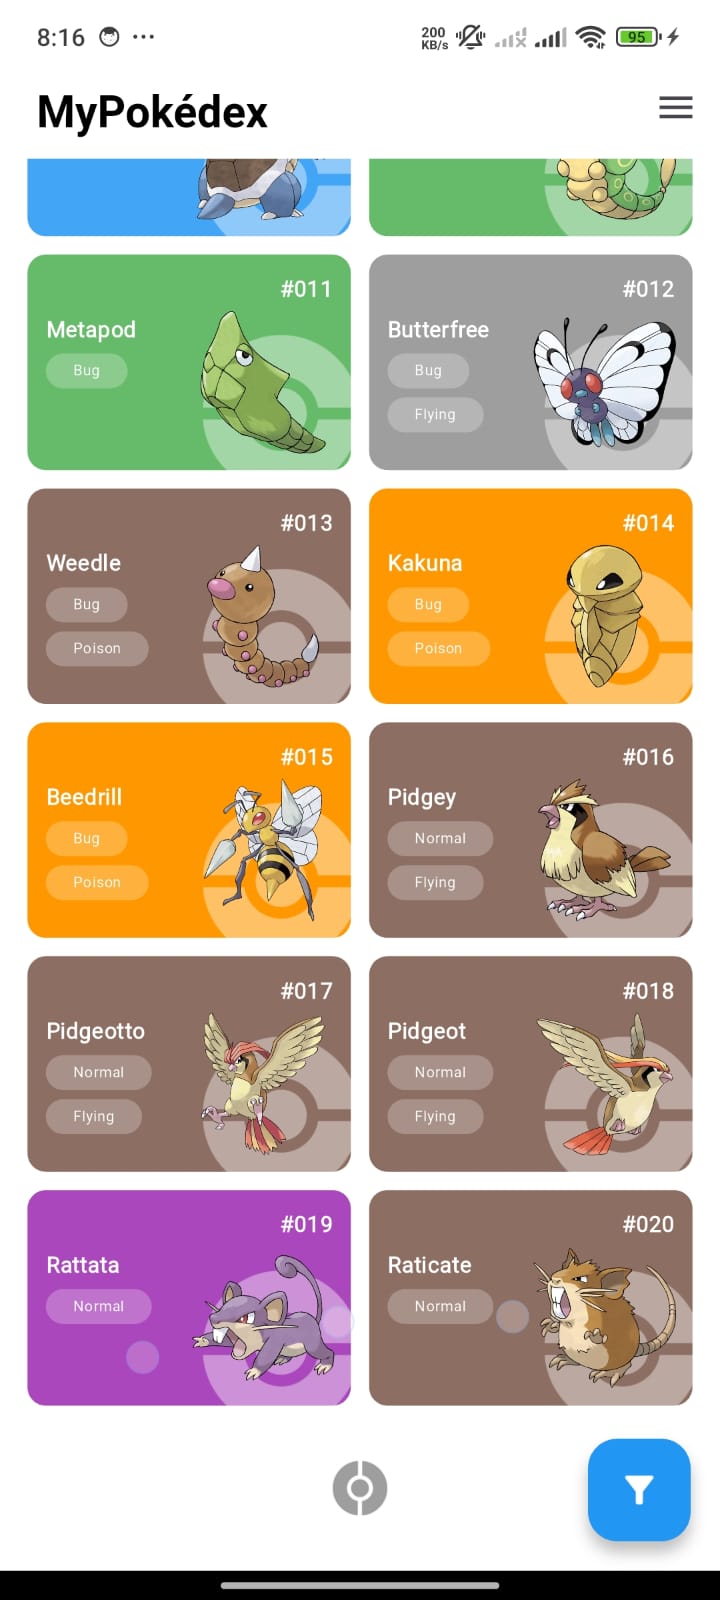 8:16
200
KB/s
95
MyPokédex
#011
Metapod
Bug
#012
Butterfree
Bug
Flying
#013
Weedle
Bug
Poison
#014
Kakuna
Bug
Poison
#015
Beedrill
Bug
Poison
#016
Pidgey
Normal
Flying
#017
Pidgeotto
Normal
Flying
#018
Pidgeot
Normal
Flying
#019
Rattata
Normal
#020
Raticate
Normal